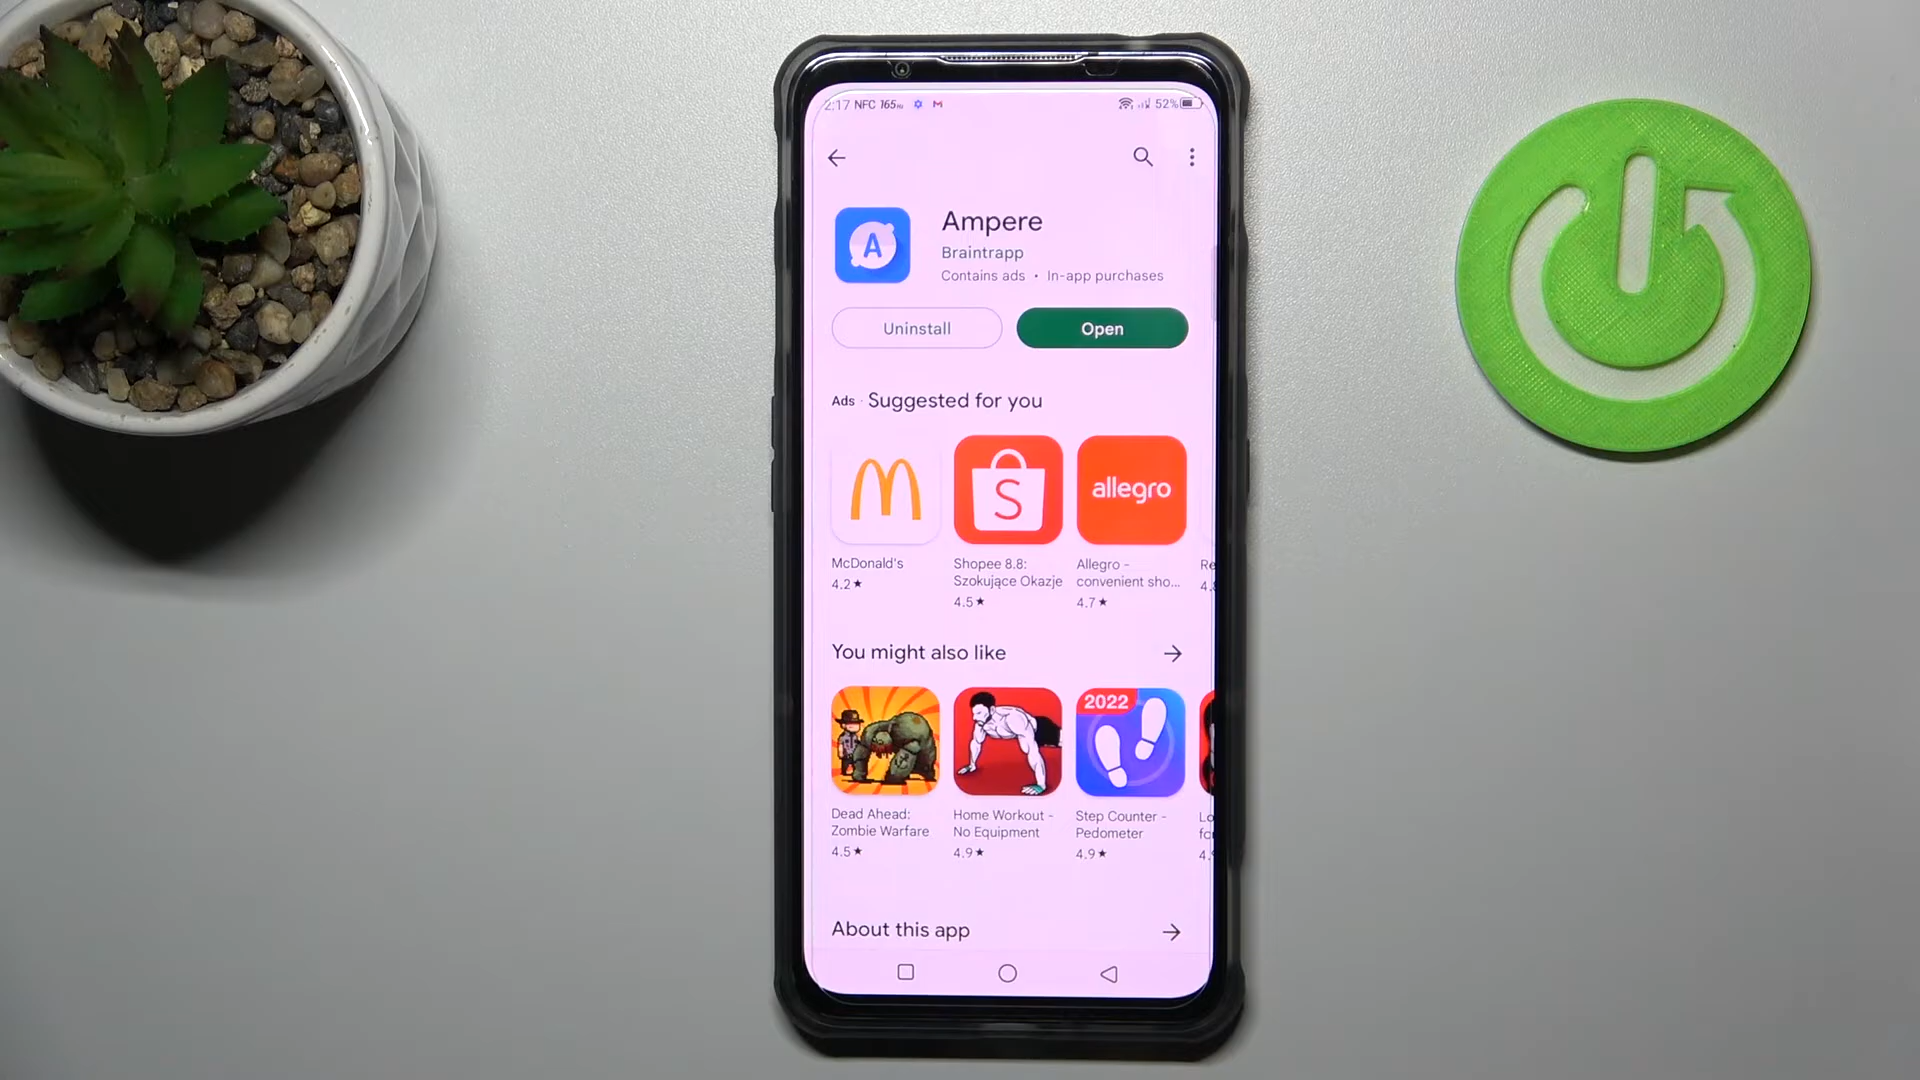 2:17 NFC 165Hz 52%
Ampere
A
Braintrapp
Contains ads • In-app purchases
Uninstall Open
Ads · Suggested for you
S allegro
McDonald's
4.2★
Shopee 8.8:
Szokujące Okazje
4.5★
Allegro -
convenient sho...
4.7★
Re
You might also like
2022
Dead Ahead:
Zombie Warfare
4.5★
Home Workout -
No Equipment
4.9★
Step Counter -
Pedometer
4.9★
Lo
About this app